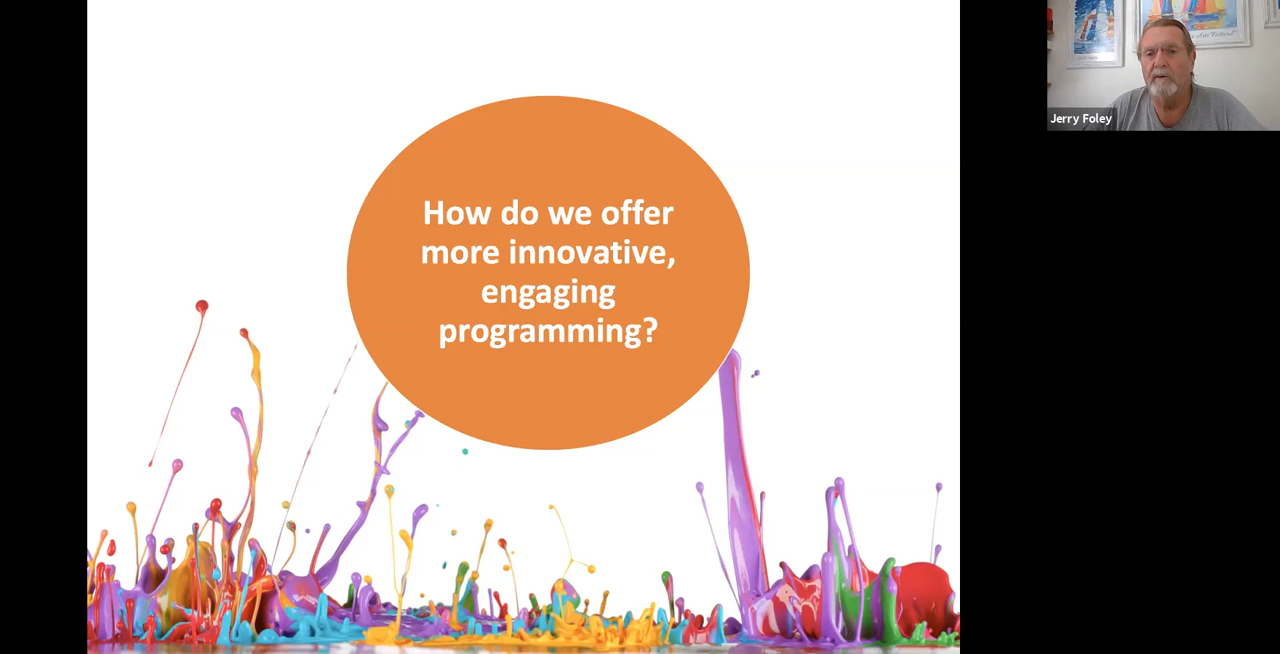 How do we offer
more innovative,
engaging
programming?
Jerry Foley